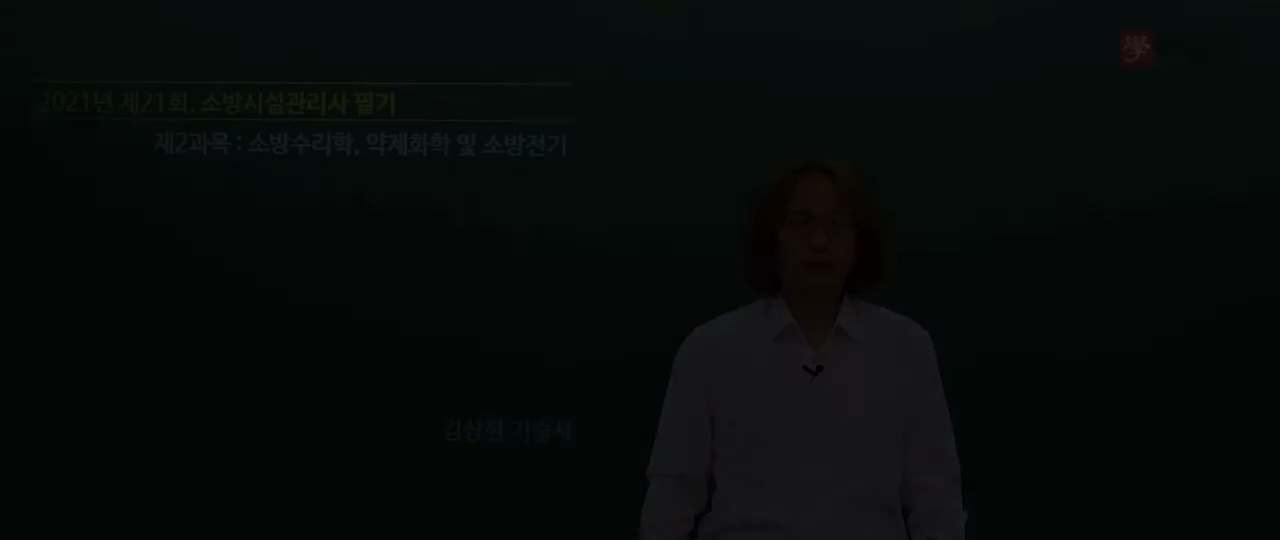 2021년 제21회. 소방시설관리사 필기
제2과목 : 소방수리학, 약제화학 및 소방전기
김상현 기술사
學